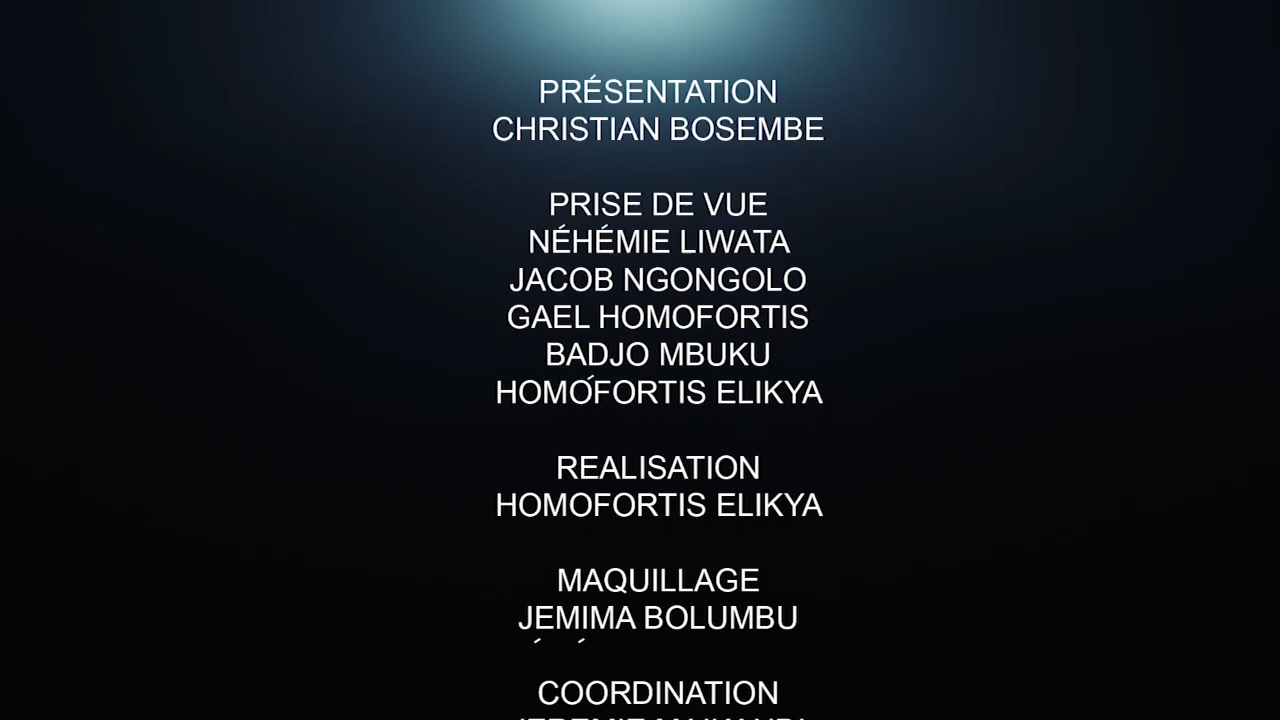 PRÉSENTATION
CHRISTIAN BOSEMBE
PRISE DE VUE
NÉHÉMIE LIWATA
JACOB NGONGOLO
GAEL HOMOFORTIS
BADJO MBUKU
HOMOFORTIS ELIKYA
REALISATION
HOMOFORTIS ELIKYA
MAQUILLAGE
JEMIMA BOLUMBU
COORDINATION